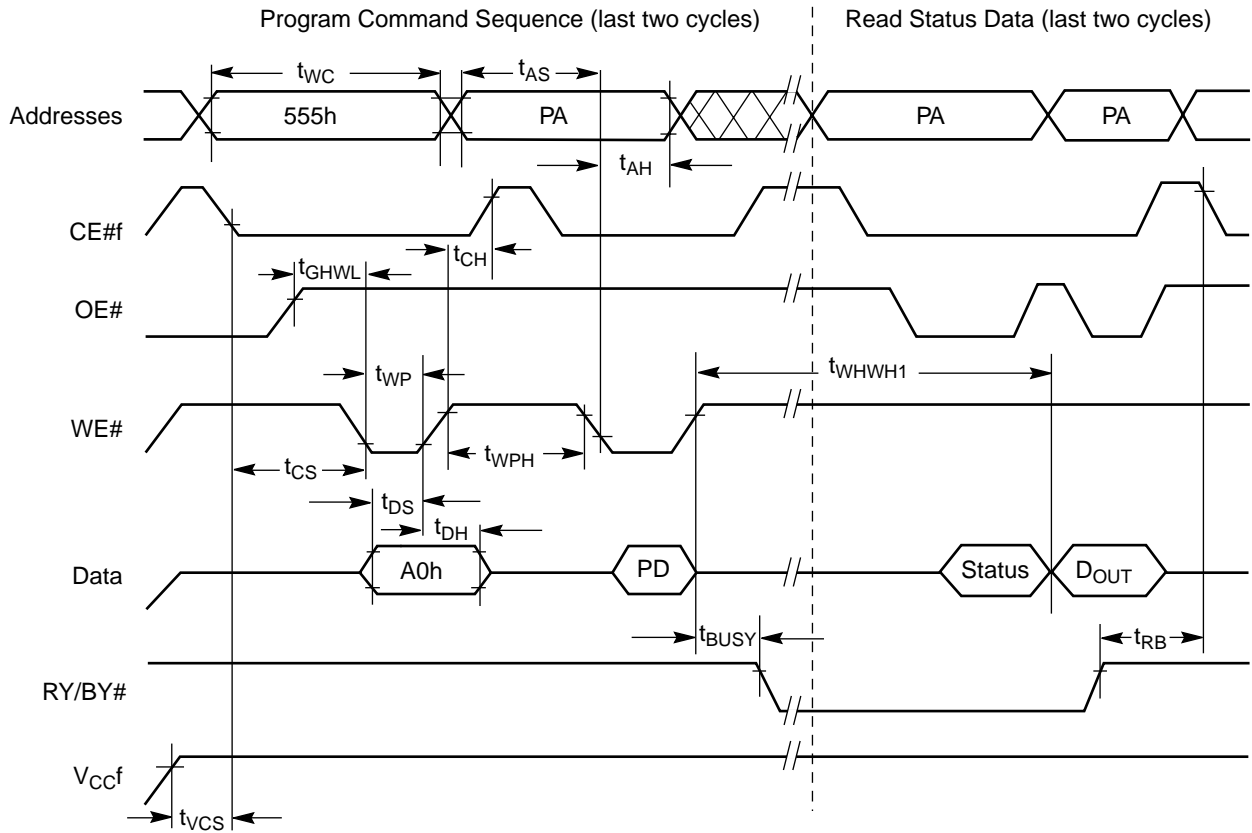 Program Command Sequence (last two cycles)
Read Status Data (last two cycles)
tWC
tAS
Addresses
555h
PA
PA
PA
tAH
CE#f
tCH
tGHWL
OE#
tWP
tWHWH1
WE#
tWPH
tCS
tDS
tDH
Data
A0h
PD
Status
DOUT
tBUSY
tRB
RY/BY#
VCCf
tVCS